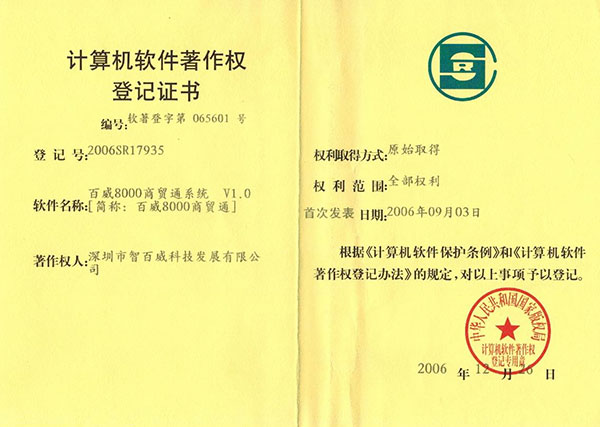 计算机软件著作权
登记证书
编号：软著登字第 065601 号
登 记 号：2006SR17935
软件名称：百威8000商贸通系统 V1.0
[简称：百威8000商贸通]
著作权人：深圳市智百威科技发展有限公
司
权利取得方式：原始取得
权 利 范 围：全部权利
首次发表 日期：2006年09月03日
根据《计算机软件保护条例》和《计算机软件
著作权登记办法》的规定，对以上事项予以登记。
中华人民共和国国家版权局
计算机软件著作权
登记专用章
2006 年 12 月 26 日